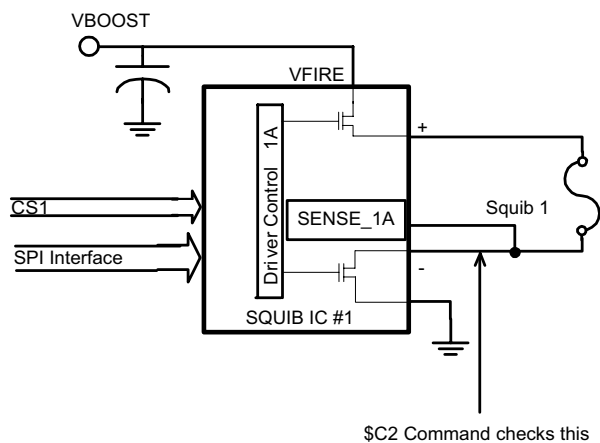 VBOOST
VFIRE
Driver Control 1A
+
CS1
SENSE_1A
Squib 1
SPI Interface
-
SQUIB IC #1
$C2 Command checks this